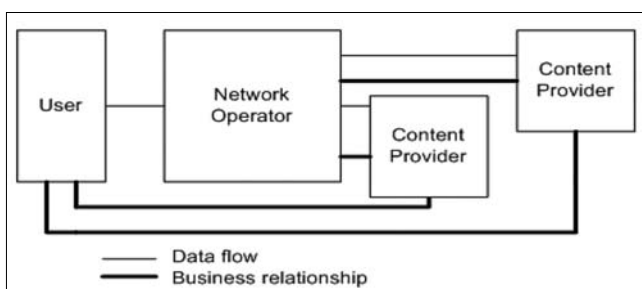 User
Network
Operator
Content
Provider
Content
Provider
Data flow
Business relationship